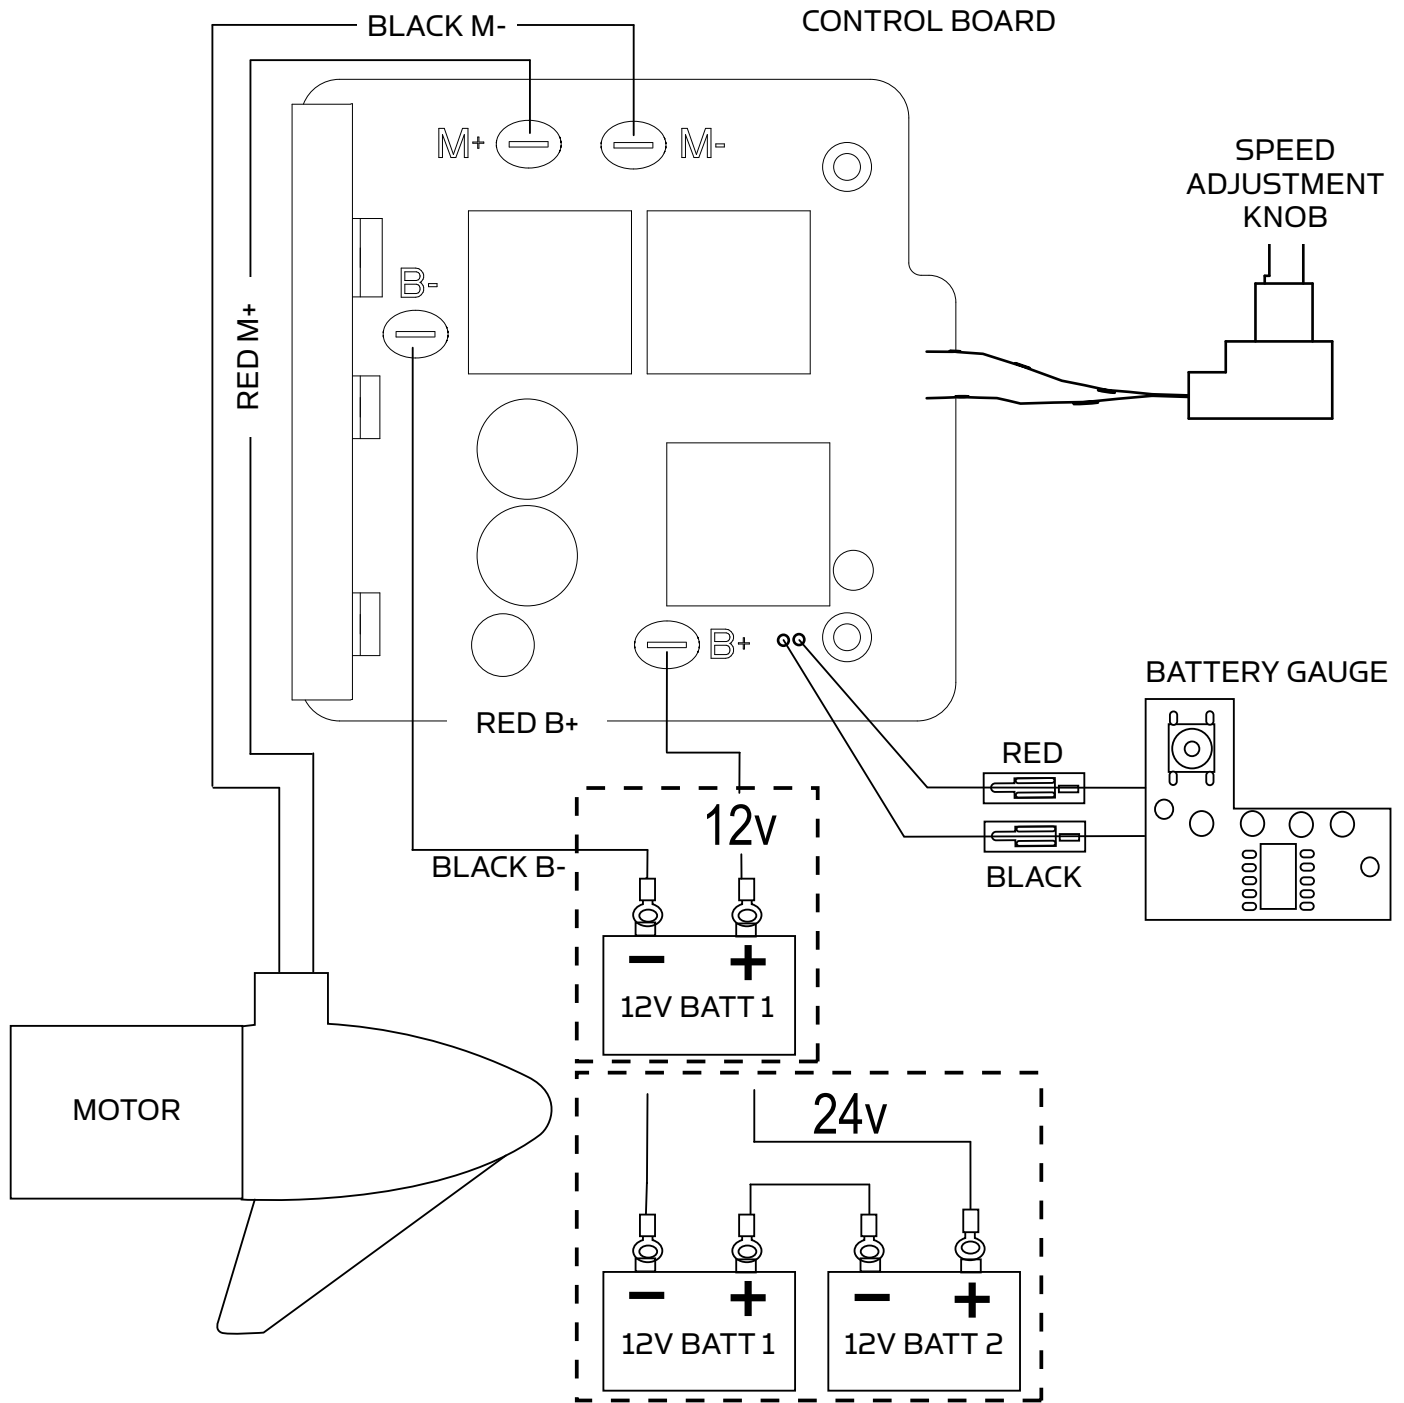 BLACK M-
CONTROL BOARD
M+
M-
SPEED
ADJUSTMENT
KNOB
B-
RED M+
B+
BATTERY GAUGE
RED B+
RED
12v
BLACK B-
BLACK
- +
12V BATT 1
MOTOR
24v
- +
12V BATT 1
- +
12V BATT 2